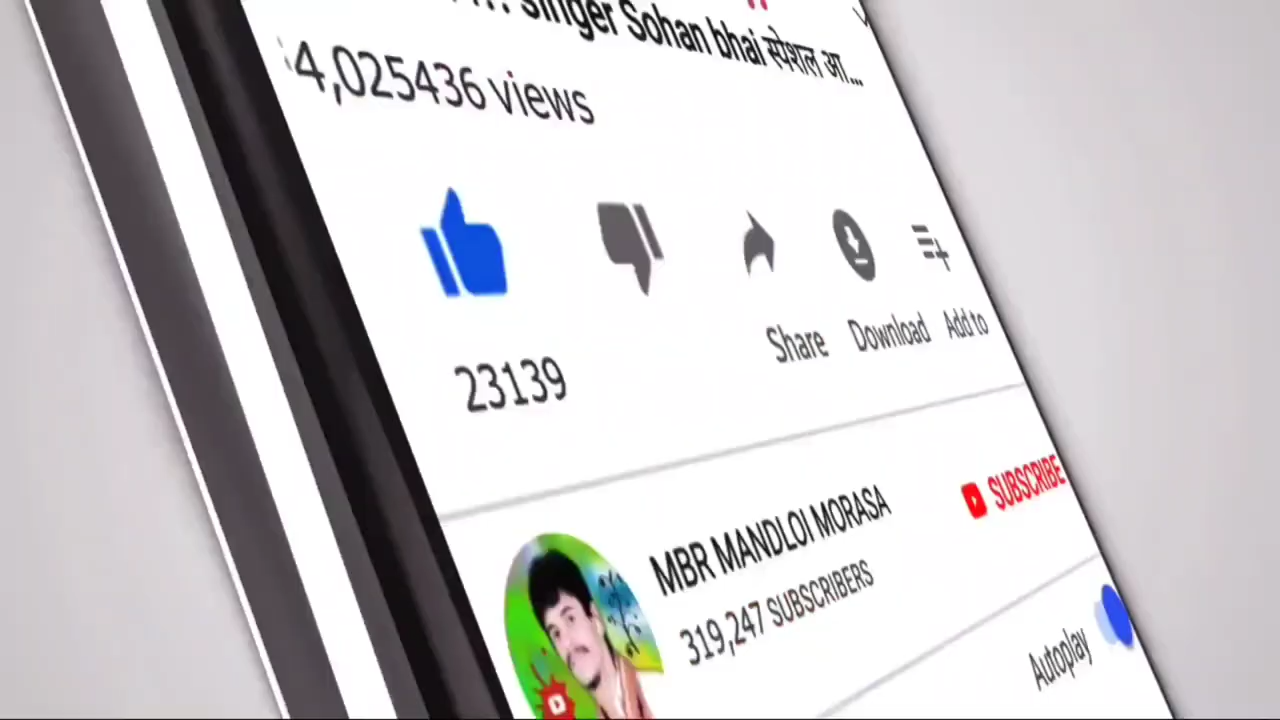 Singer Sohan bhai स्पेशल आ...
4,025436 views
Share Download Add to
23139
MBR MANDLOI MORASA
SUBSCRIBE
319,247 SUBSCRIBERS
Autoplay